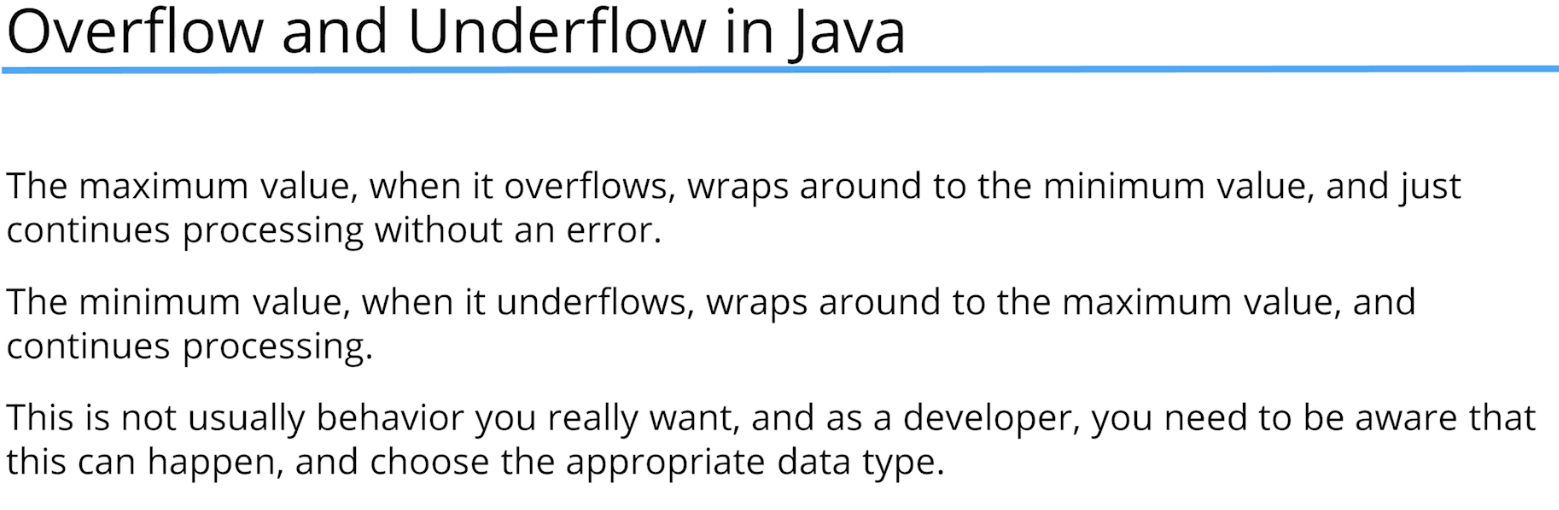 Overflow and Underflow in Java
The maximum value, when it overflows, wraps around to the minimum value, and just
continues processing without an error.
The minimum value, when it underflows, wraps around to the maximum value, and
continues processing.
This is not usually behavior you really want, and as a developer, you need to be aware that
this can happen, and choose the appropriate data type.